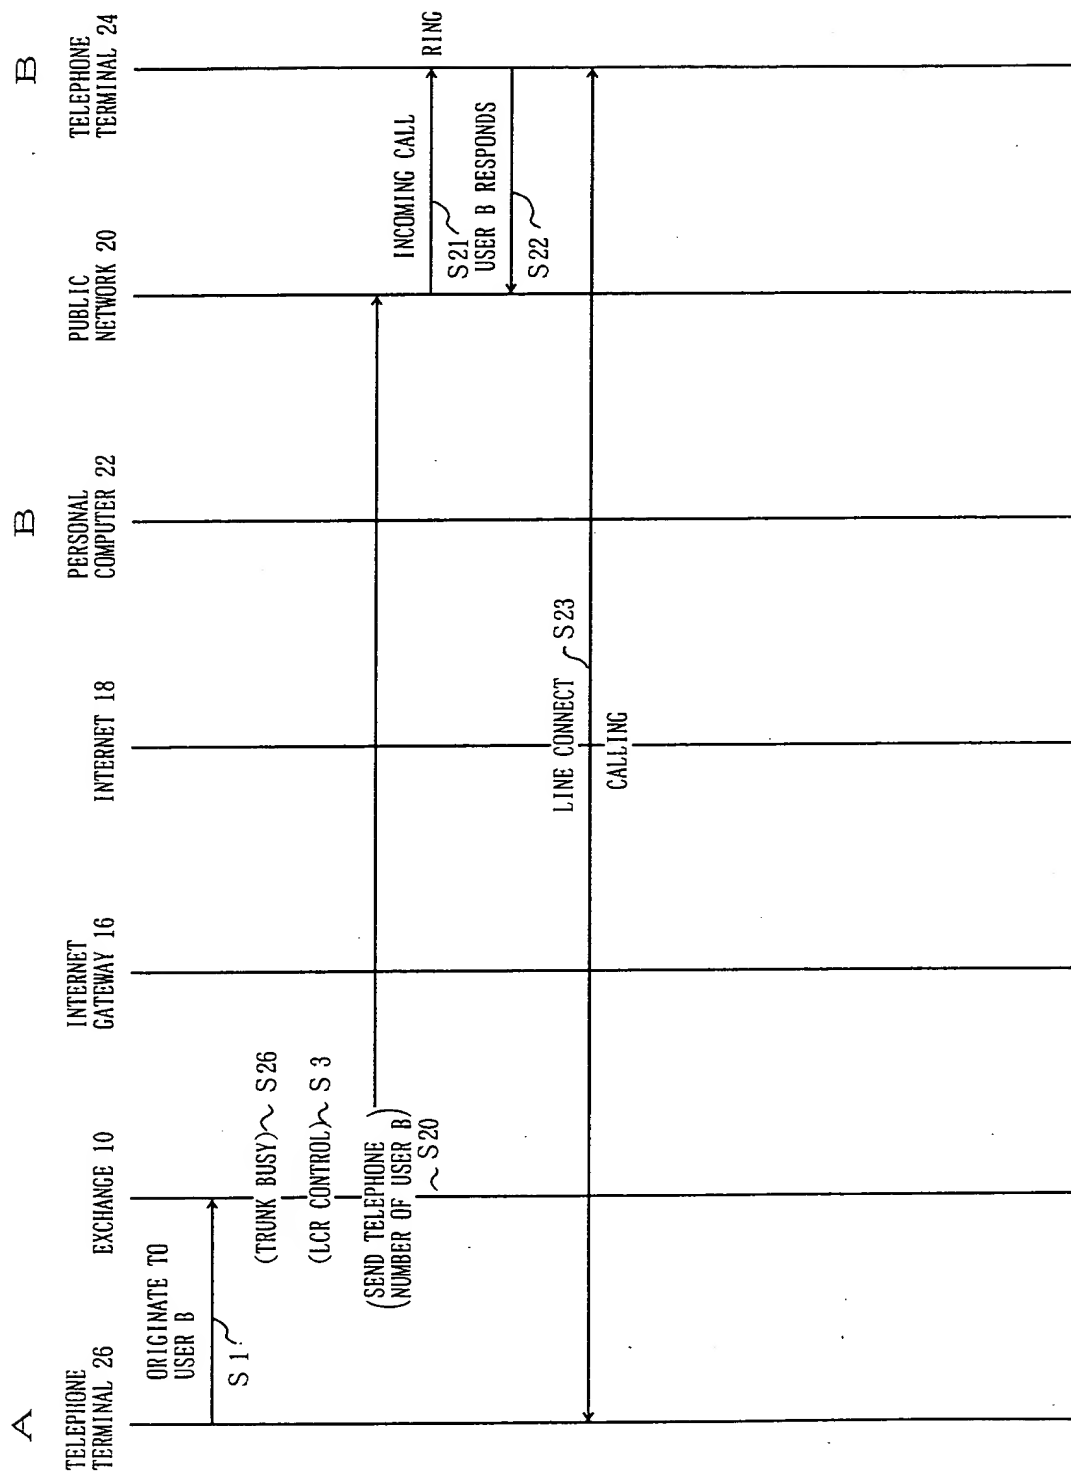 A
B
B
TELEPHONE
TERMINAL 26
EXCHANGE 10
INTERNET
GATEWAY 16
INTERNET 18
PERSONAL
COMPUTER 22
PUBLIC
NETWORK 20
TELEPHONE
TERMINAL 24
ORIGINATE TO
USER B
S1
(TRUNK BUSY) S26
(LCR CONTROL) S3
(SEND TELEPHONE
NUMBER OF USER B)
S20
INCOMING CALL
RING
S21
USER B RESPONDS
S22
LINE CONNECT S23
CALLING